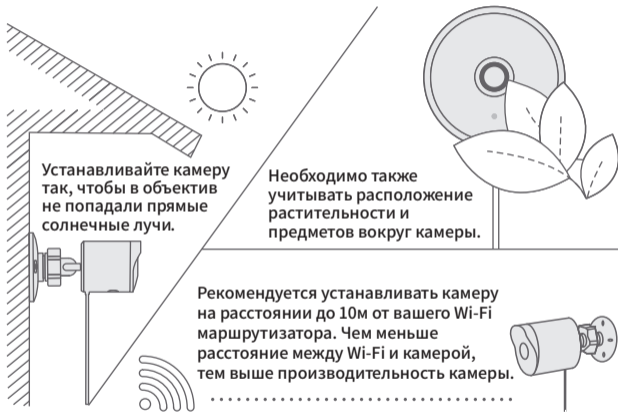 Устанавливайте камеру
так, чтобы в объектив
не попадали прямые
солнечные лучи.
Необходимо также
учитывать расположение
растительности и
предметов вокруг камеры.
Рекомендуется устанавливать камеру
на расстоянии до 10м от вашего Wi-Fi
маршрутизатора. Чем меньше
расстояние между Wi-Fi и камерой,
тем выше производительность камеры.